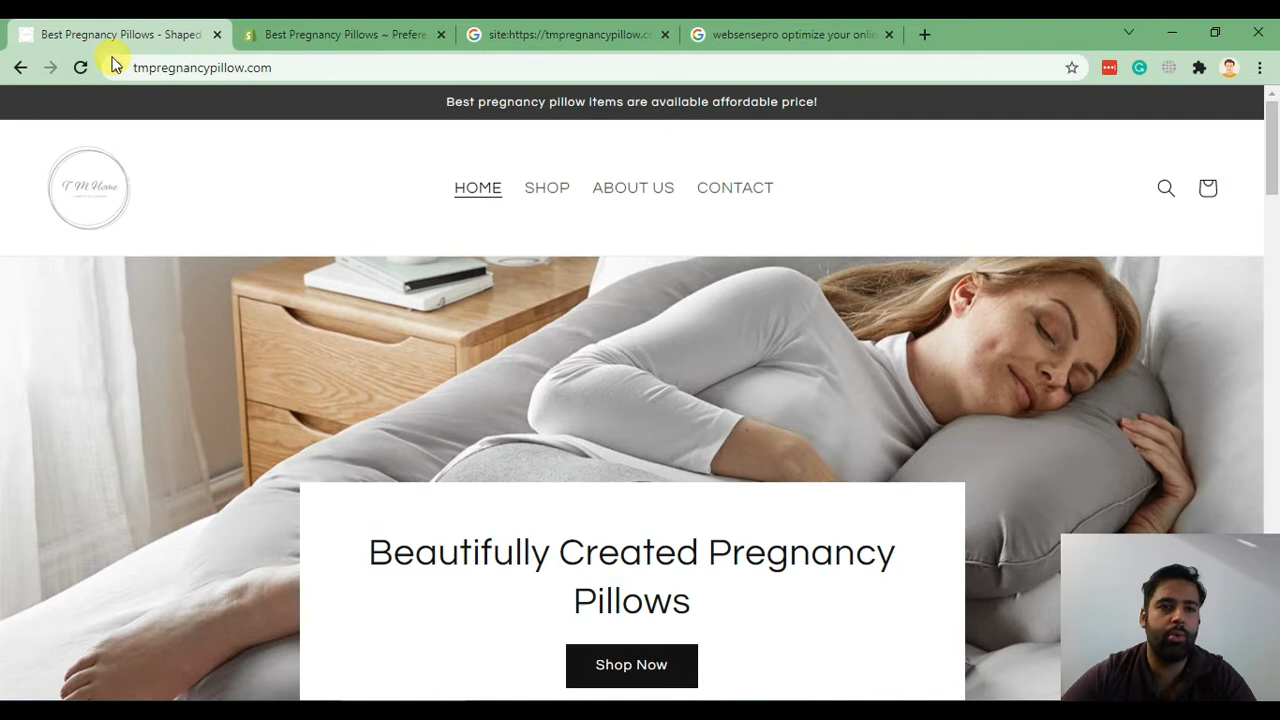 Best Pregnancy Pillows - Shaped
Best Pregnancy Pillows ~ Prefere
site:https://tmpregnancypillow.c
websensepro optimize your onli
tmpregnancypillow.com
Best pregnancy pillow items are available affordable price!
T M Home
HOME SHOP ABOUT US CONTACT
Beautifully Created Pregnancy
Pillows
Shop Now